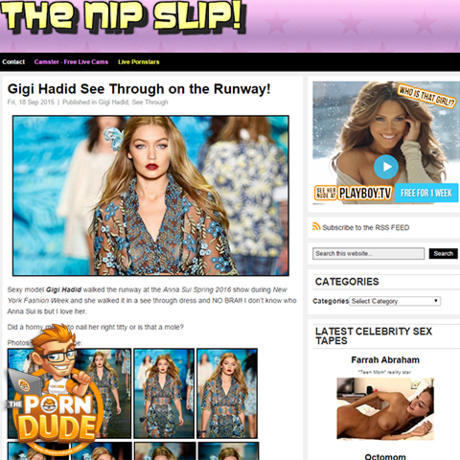 THE NIP SLIP!
Contact
Camster - Free Live Cams
Live Pornstars
Gigi Hadid See Through on the Runway!
Fri, 18 Sep 2015 | Published in Gigi Hadid, See Through
Sexy model Gigi Hadid walked the runway at the Anna Sui Spring 2016 show during New
York Fashion Week and she walked it in a see through dress and NO BRA!! I don't know who
Anna Sui is but I love her.
Did a horny m to nail her right titty or is that a mole?
Photos
THE
PORN
DUDE
WHO IS THAT GIRL!?
SEE HER
NUDE AT
PLAYBOY.TV
FREE FOR 1 WEEK
Subscribe to the RSS FEED
Search this website...
Search
CATEGORIES
Categories
Select Category
LATEST CELEBRITY SEX
TAPES
Farrah Abraham
"Teen Mom" reality star
Octomom